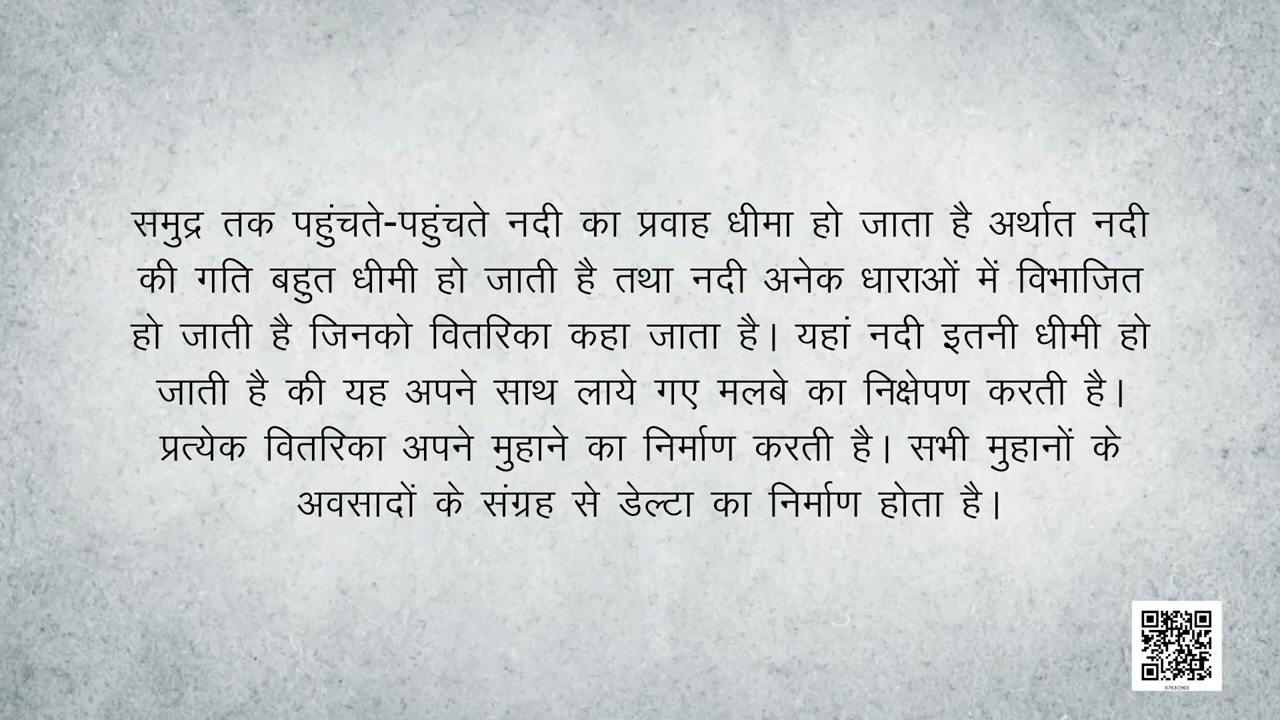 समुद्र तक पहुंचते-पहुंचते नदी का प्रवाह धीमा हो जाता है अर्थात नदी
की गति बहुत धीमी हो जाती है तथा नदी अनेक धाराओं में विभाजित
हो जाती है जिनको वितरिका कहा जाता है। यहां नदी इतनी धीमी हो
जाती है की यह अपने साथ लाये गए मलबे का निक्षेपण करती है।
प्रत्येक वितरिका अपने मुहाने का निर्माण करती है। सभी मुहानों के
अवसादों के संग्रह से डेल्टा का निर्माण होता है।
0763CH03